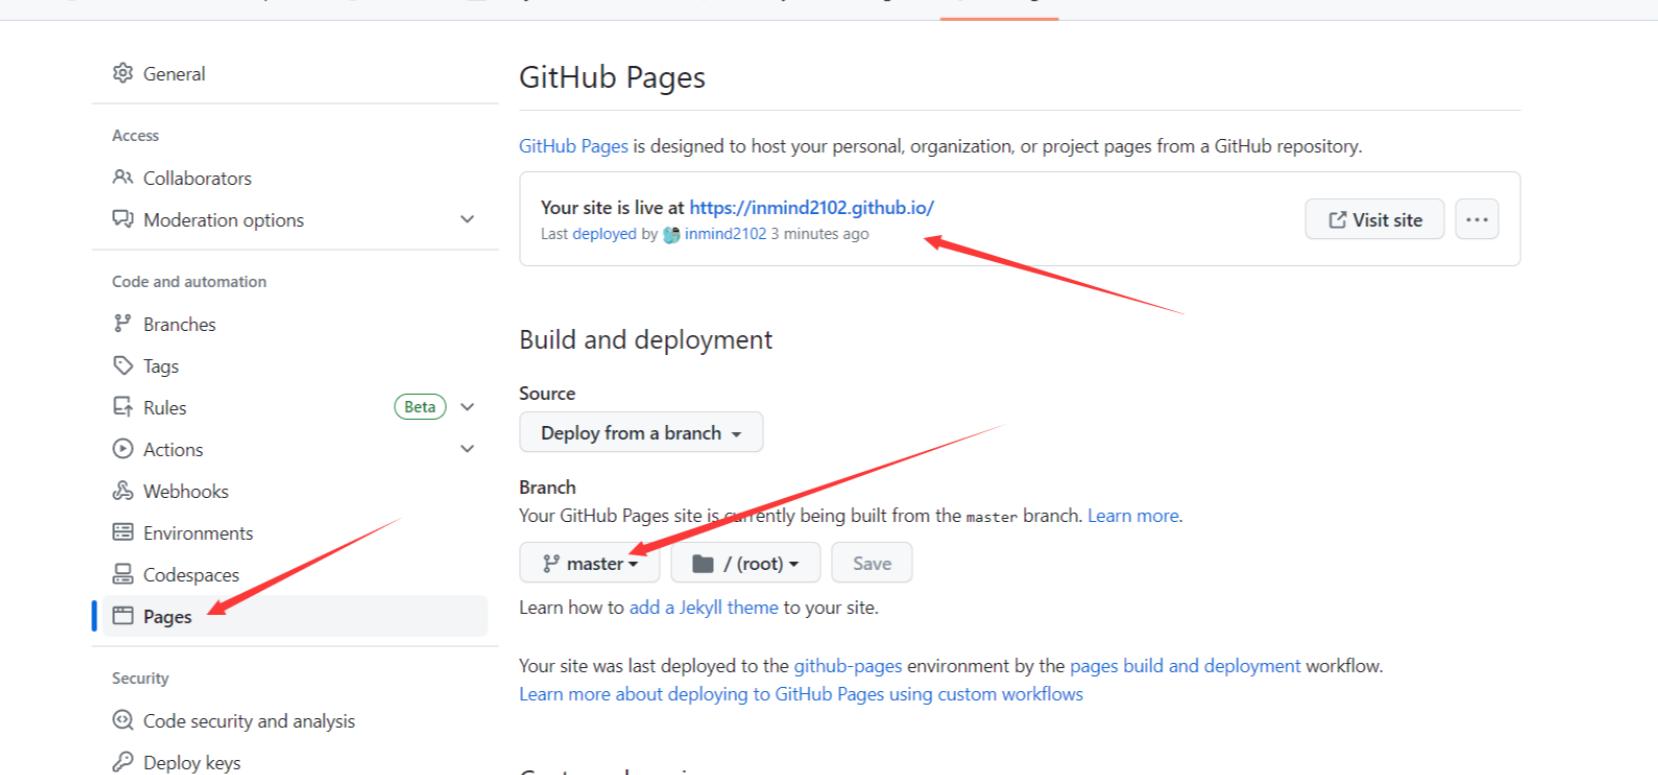 General
Access
Collaborators
Moderation options
Code and automation
Branches
Tags
Rules Beta
Actions
Webhooks
Environments
Codespaces
Pages
Security
Code security and analysis
Deploy keys
GitHub Pages
GitHub Pages is designed to host your personal, organization, or project pages from a GitHub repository.
Your site is live at https://inmind2102.github.io/
Last deployed by inmind2102 3 minutes ago
Visit site
Build and deployment
Source
Deploy from a branch
Branch
Your GitHub Pages site is currently being built from the master branch. Learn more.
master / (root) Save
Learn how to add a Jekyll theme to your site.
Your site was last deployed to the github-pages environment by the pages build and deployment workflow.
Learn more about deploying to GitHub Pages using custom workflows